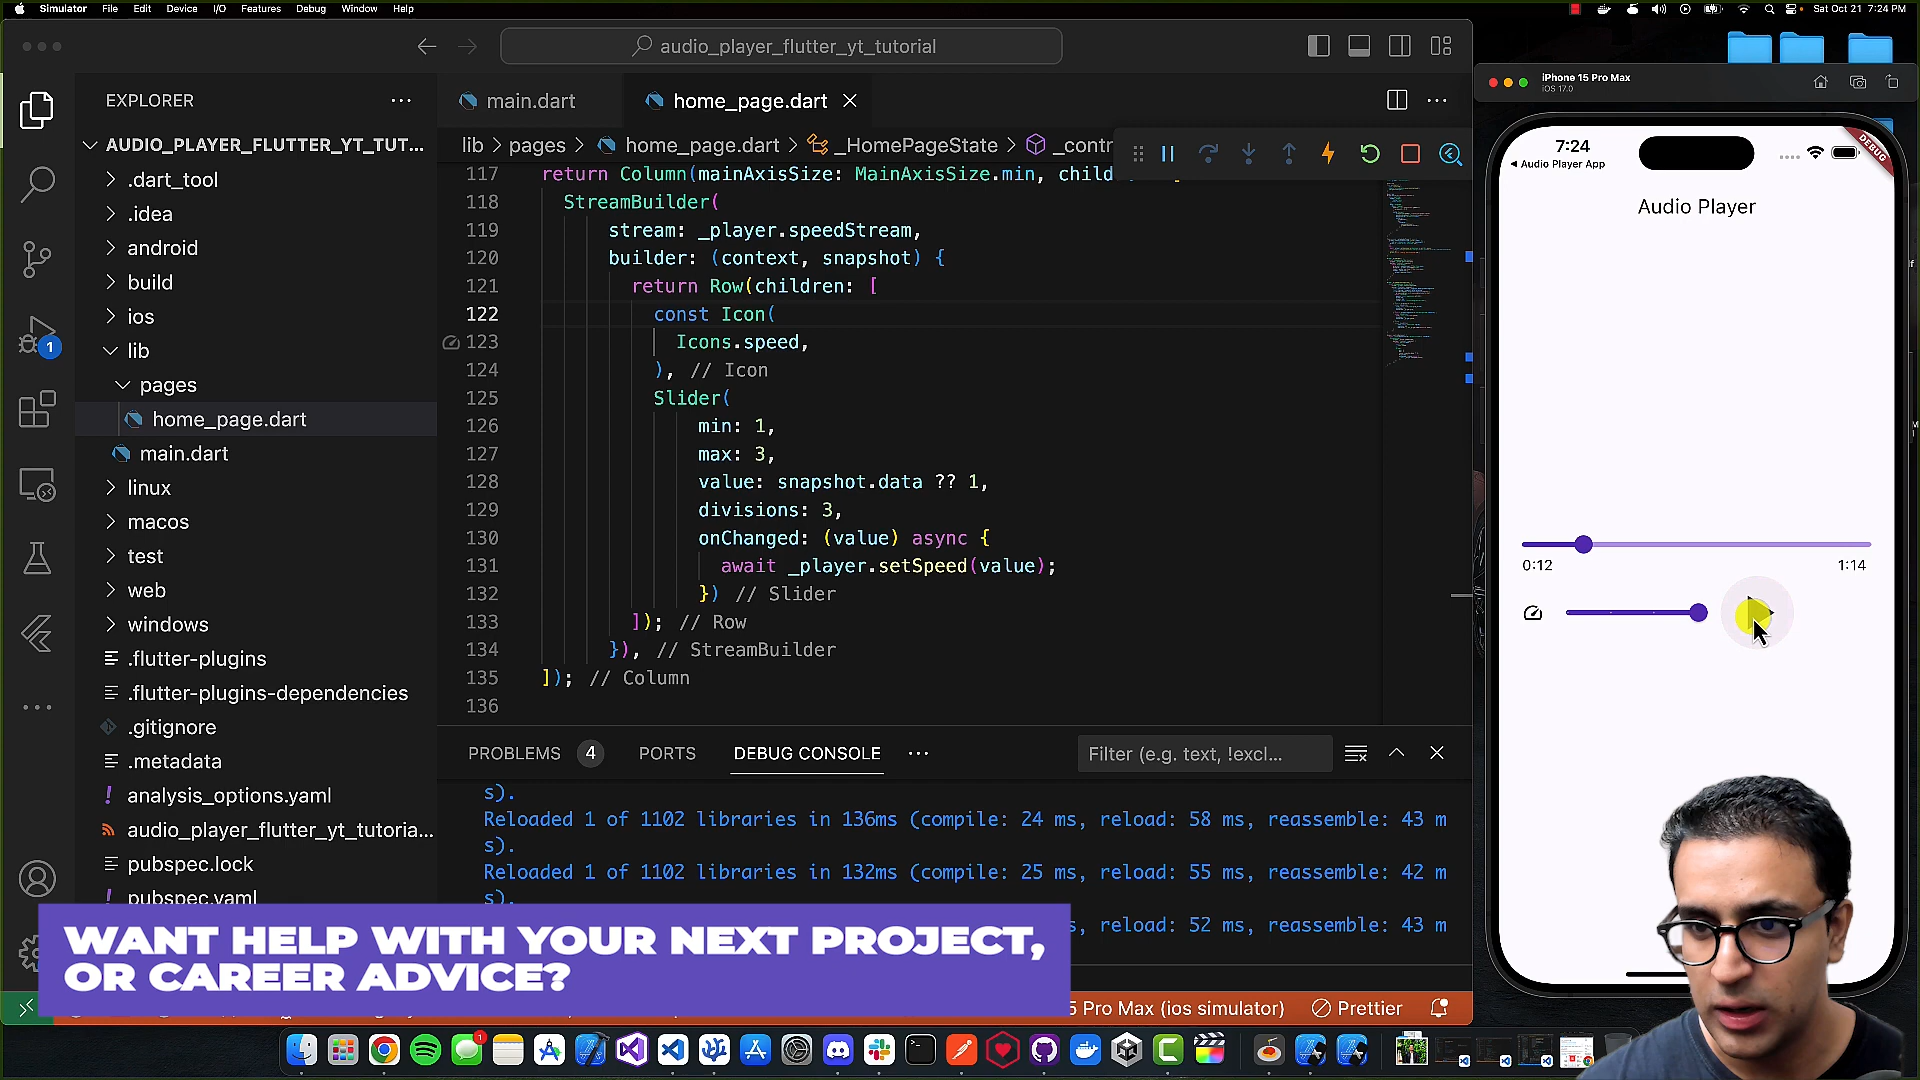 Simulator File Edit Device I/O Features Debug Window Help Sat Oct 21 7:24 PM
audio_player_flutter_yt_tutorial
EXPLORER
AUDIO_PLAYER_FLUTTER_YT_TUT...
.dart_tool
.idea
android
build
ios
lib
pages
home_page.dart
main.dart
linux
macos
test
web
windows
.flutter-plugins
.flutter-plugins-dependencies
.gitignore
.metadata
analysis_options.yaml
audio_player_flutter_yt_tutoria...
pubspec.lock
pubspec.yaml
1
main.dart home_page.dart
lib > pages > home_page.dart > _HomePageState > _contr
117 return Column(mainAxisSize: MainAxisSize.min, child
118 StreamBuilder(
119 stream: _player.speedStream,
120 builder: (context, snapshot) {
121 return Row(children: [
122 const Icon(
123 Icons.speed,
124 ), // Icon
125 Slider(
126 min: 1,
127 max: 3,
128 value: snapshot.data ?? 1,
129 divisions: 3,
130 onChanged: (value) async {
131 await _player.setSpeed(value);
132 }) // Slider
133 ]); // Row
134 }), // StreamBuilder
135 ]); // Column
136
PROBLEMS 4 PORTS DEBUG CONSOLE Filter (e.g. text, !excl...
s).
Reloaded 1 of 1102 libraries in 136ms (compile: 24 ms, reload: 58 ms, reassemble: 43 m
s).
Reloaded 1 of 1102 libraries in 132ms (compile: 25 ms, reload: 55 ms, reassemble: 42 m
s).
s, reload: 52 ms, reassemble: 43 m
WANT HELP WITH YOUR NEXT PROJECT,
OR CAREER ADVICE?
5 Pro Max (ios simulator) Prettier
iPhone 15 Pro Max
iOS 17.0
7:24
Audio Player App
DEBUG
Audio Player
0:12 1:14
1